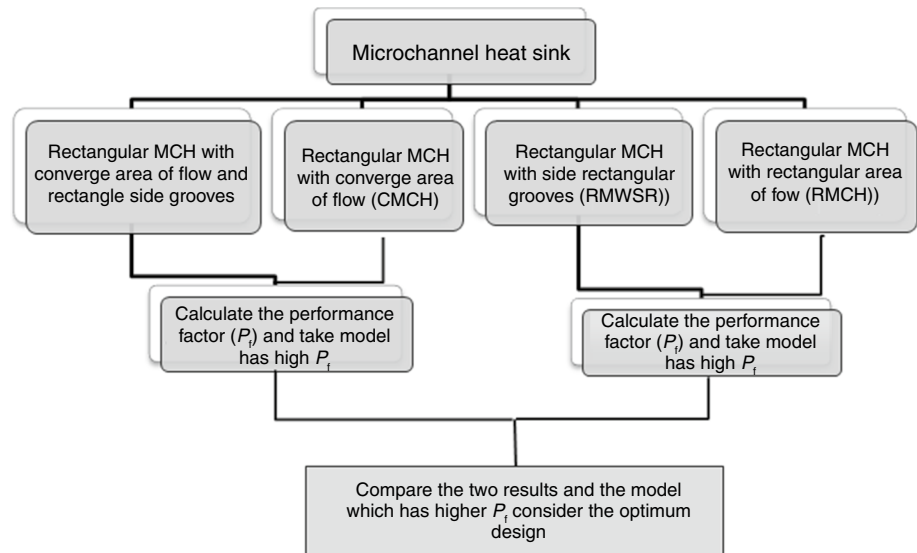 Microchannel heat sink
Rectangular MCH with
converge area of flow and
rectangle side grooves
Rectangular MCH
with converge area
of flow (CMCH)
Rectangular MCH
with side rectangular
grooves (RMWSR))
Rectangular MCH
with rectangular area
of fow (RMCH))
Calculate the performance
factor (Pf) and take model
has high Pf
Calculate the performance
factor (Pf) and take model
has high Pf
Compare the two results and the model
which has higher Pf consider the optimum
design